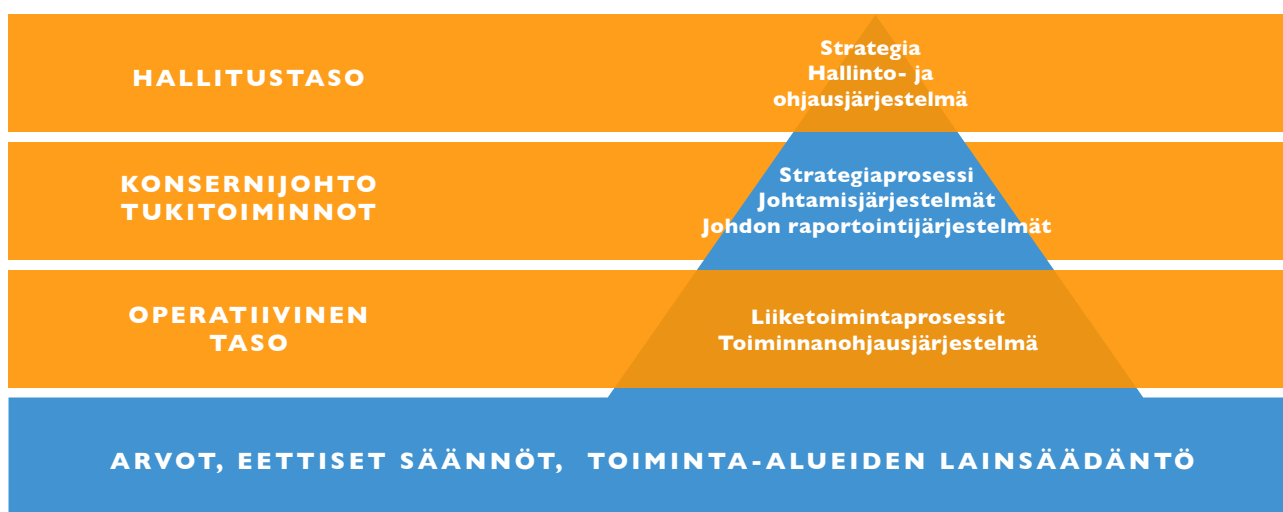 HALLITUSTASO
Strategia
Hallinto- ja
ohjausjärjestelmä
KONSERNIJOHTO
TUKITOIMINNOT
Strategiaprosessi
Johtamisjärjestelmät
Johdon raportointijärjestelmät
OPERATIIVINEN
TASO
Liiketoimintaprosessit
Toiminnanohjausjärjestelmä
ARVOT, EETTISET SÄÄNNÖT, TOIMINTA-ALUEIDEN LAINSÄÄDÄNTÖ